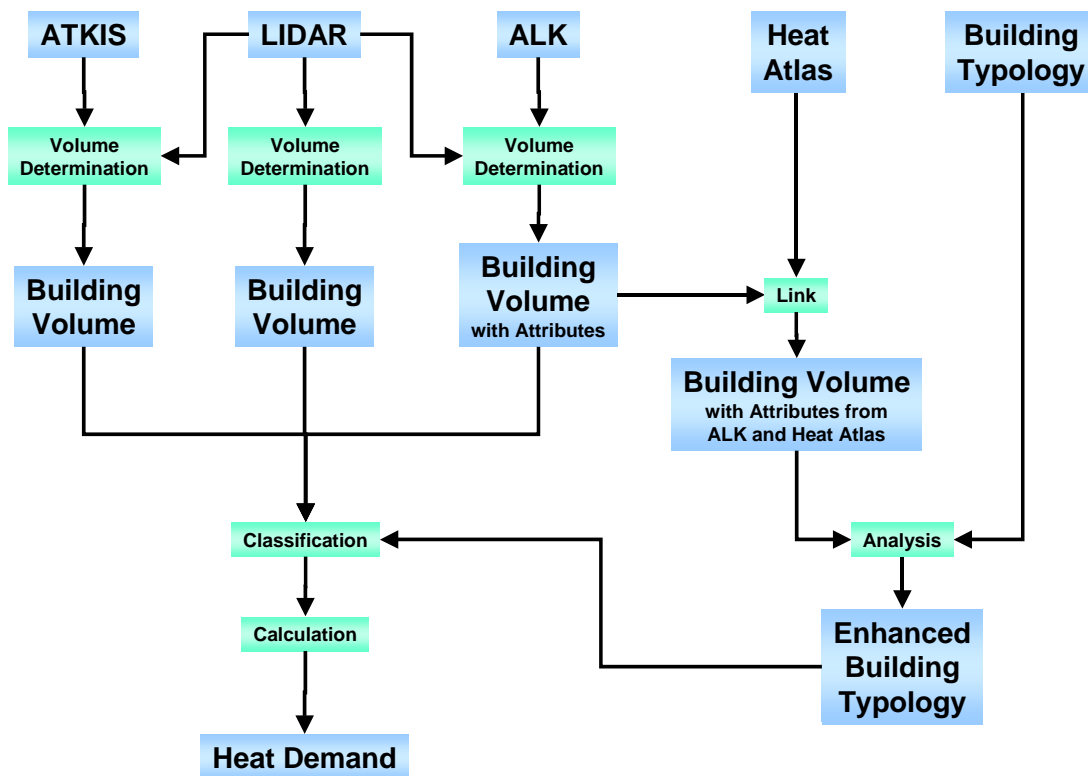 ATKIS
LIDAR
ALK
Heat
Atlas
Building
Typology
Volume
Determination
Volume
Determination
Volume
Determination
Building
Volume
Building
Volume
Building
Volume
with Attributes
Link
Building Volume
with Attributes from
ALK and Heat Atlas
Classification
Analysis
Calculation
Enhanced
Building
Typology
Heat Demand